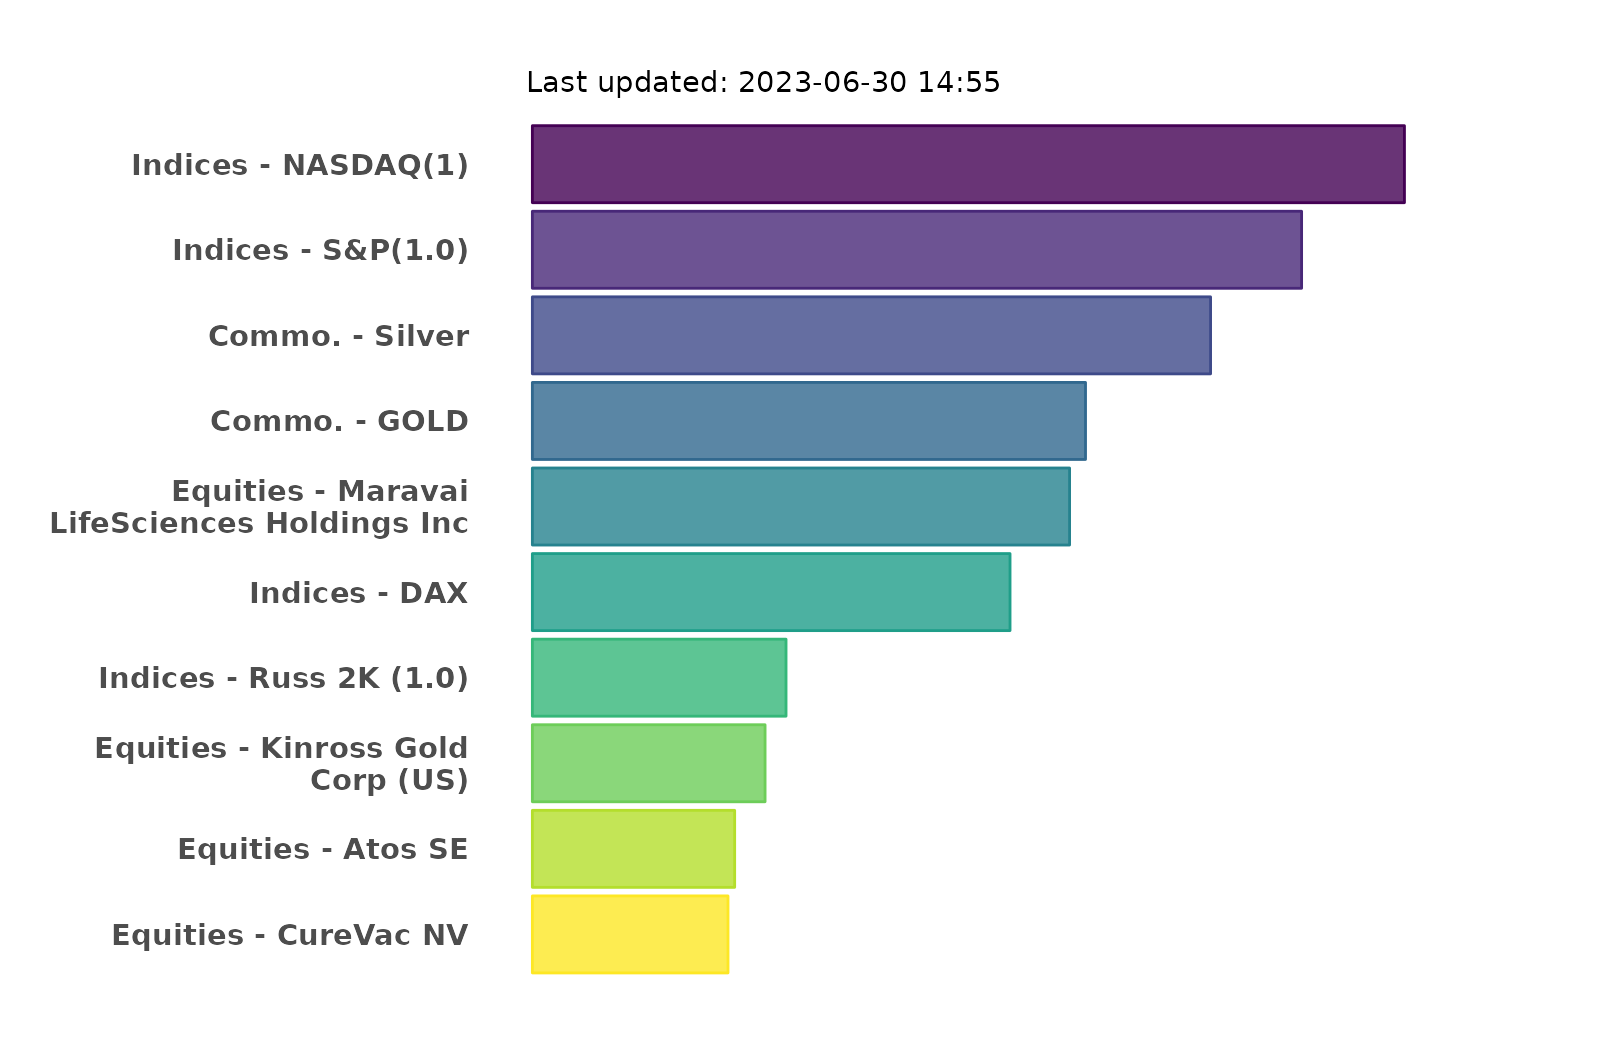 Last updated: 2023-06-30 14:55
Indices - NASDAQ(1)
Indices - S&P(1.0)
Commo. - Silver
Commo. - GOLD
Equities - Maravai
LifeSciences Holdings Inc
Indices - DAX
Indices - Russ 2K (1.0)
Equities - Kinross Gold
Corp (US)
Equities - Atos SE
Equities - CureVac NV